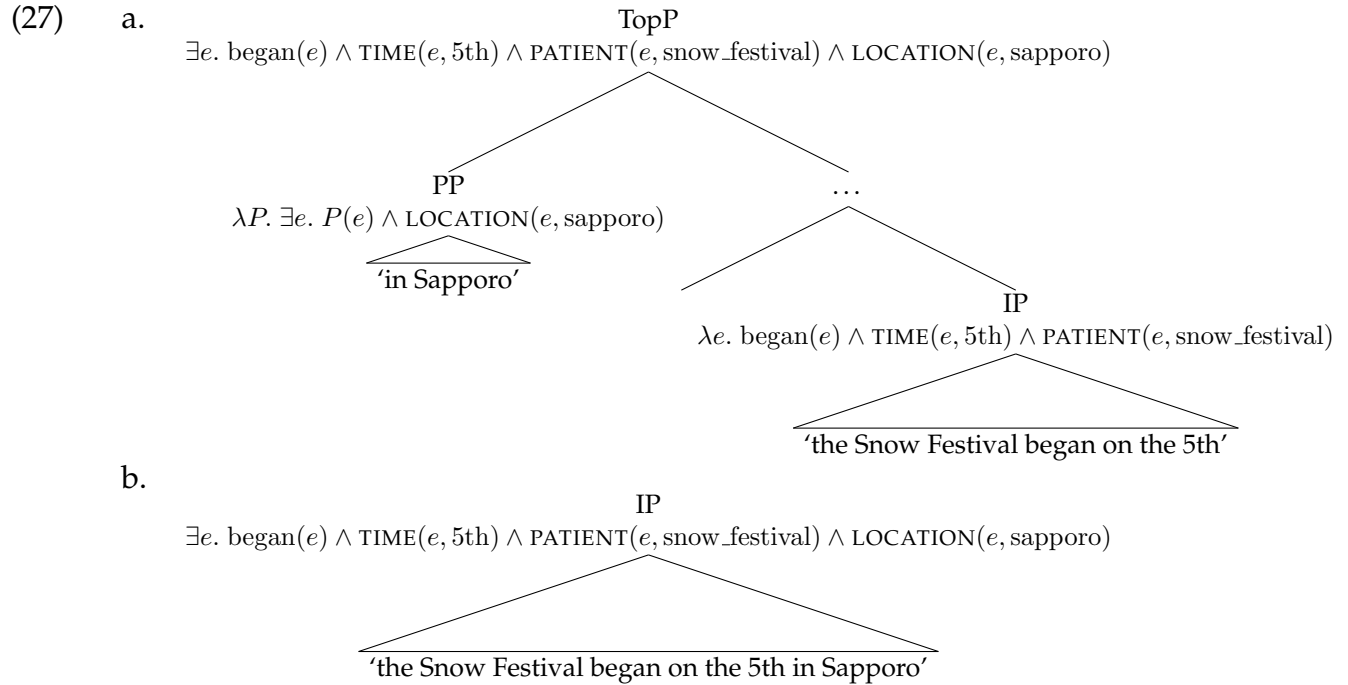 (27) a. TopP
∃e. began(e) ∧ TIME(e, 5th) ∧ PATIENT(e, snow_festival) ∧ LOCATION(e, sapporo)
PP …
λP. ∃e. P(e) ∧ LOCATION(e, sapporo)
‘in Sapporo’
IP
λe. began(e) ∧ TIME(e, 5th) ∧ PATIENT(e, snow_festival)
‘the Snow Festival began on the 5th’
b.
IP
∃e. began(e) ∧ TIME(e, 5th) ∧ PATIENT(e, snow_festival) ∧ LOCATION(e, sapporo)
‘the Snow Festival began on the 5th in Sapporo’